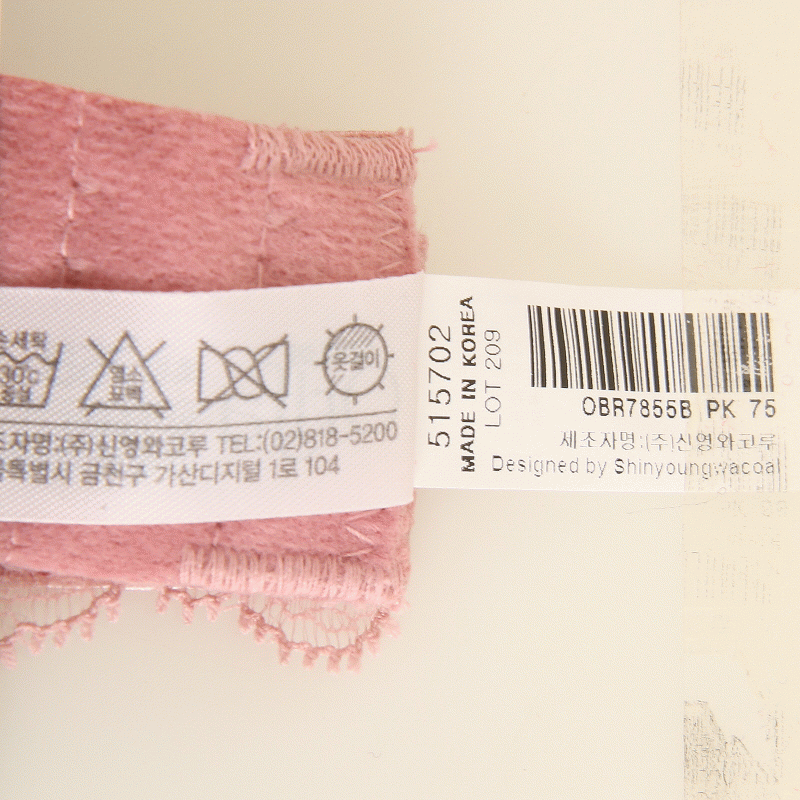 손세탁
30℃
중성
염소
표백
옷걸이
조자명:(주)신영와코루 TEL:(02)818-5200
특별시 금천구 가산디지털 1로 104
515702
MADE IN KOREA
LOT 209
OBR7855B PK 75
제조자명:(주)신영와코루
Designed by Shinyoungwacoal